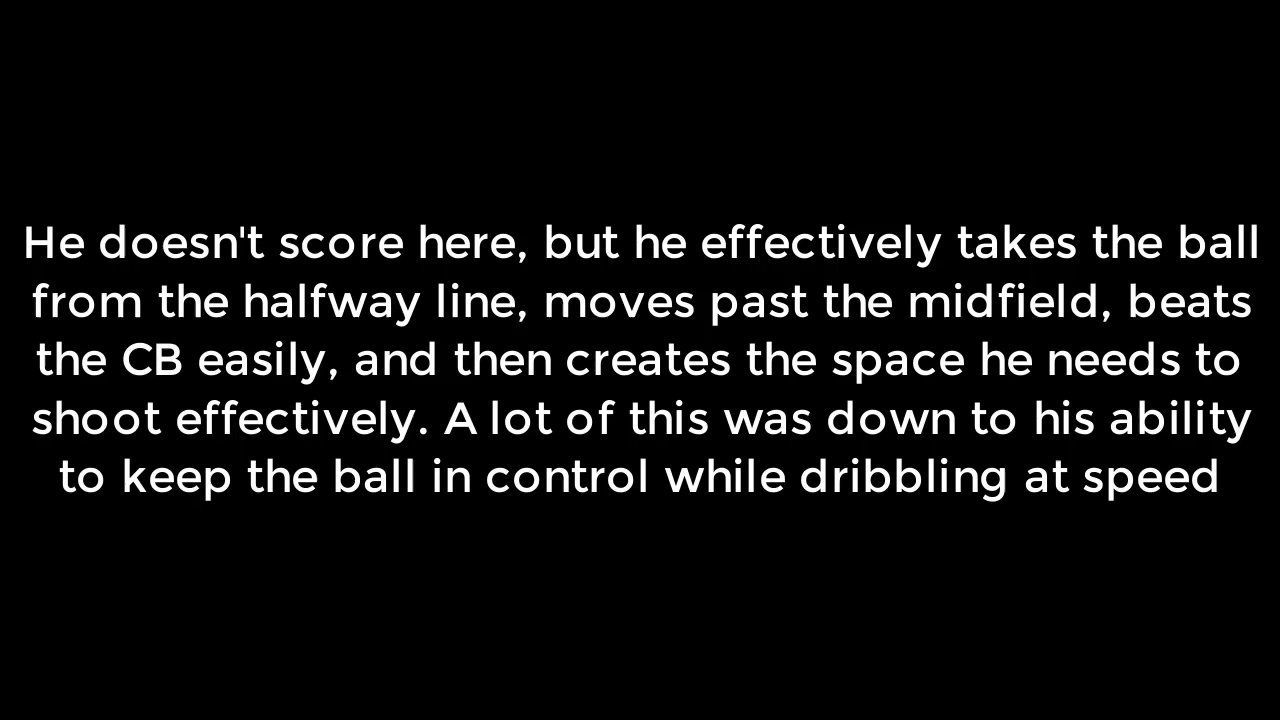 He doesn't score here, but he effectively takes the ball
from the halfway line, moves past the midfield, beats
the CB easily, and then creates the space he needs to
shoot effectively. A lot of this was down to his ability
to keep the ball in control while dribbling at speed